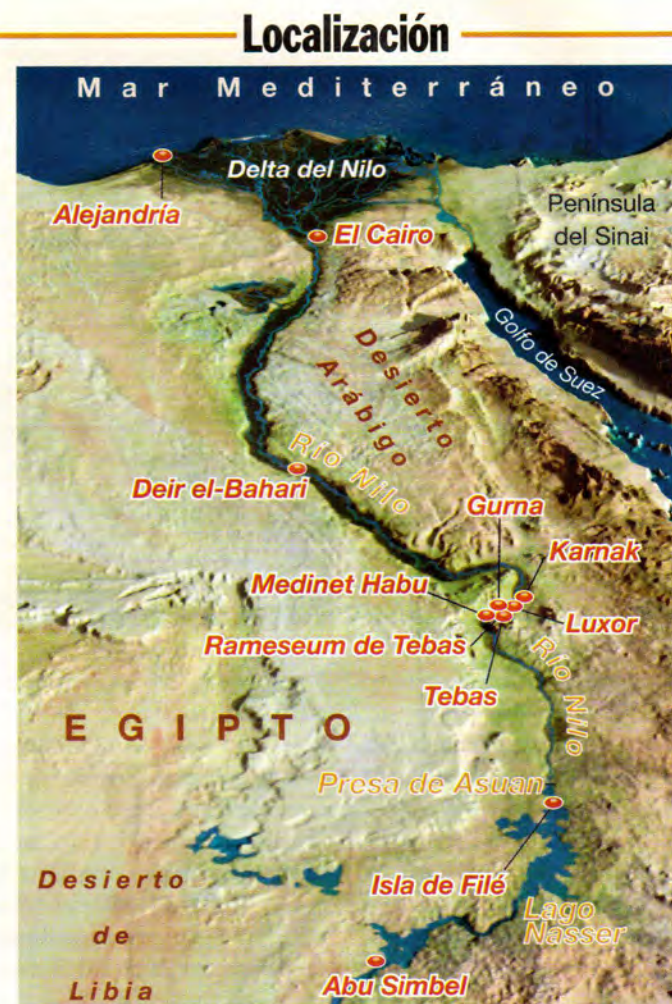 Localización
Mar Mediterráneo
Delta del Nilo
Alejandría
Península
del Sinai
El Cairo
Golfo de Suez
Desierto
Arábigo
Río Nilo
Deir el-Bahari
Gurna
Karnak
Medinet Habu
Luxor
Rameseum de Tebas
Río Nilo
Tebas
EGIPTO
Presa de Asuan
Isla de Filé
Desierto
de
Libia
Lago
Nasser
Abu Simbel